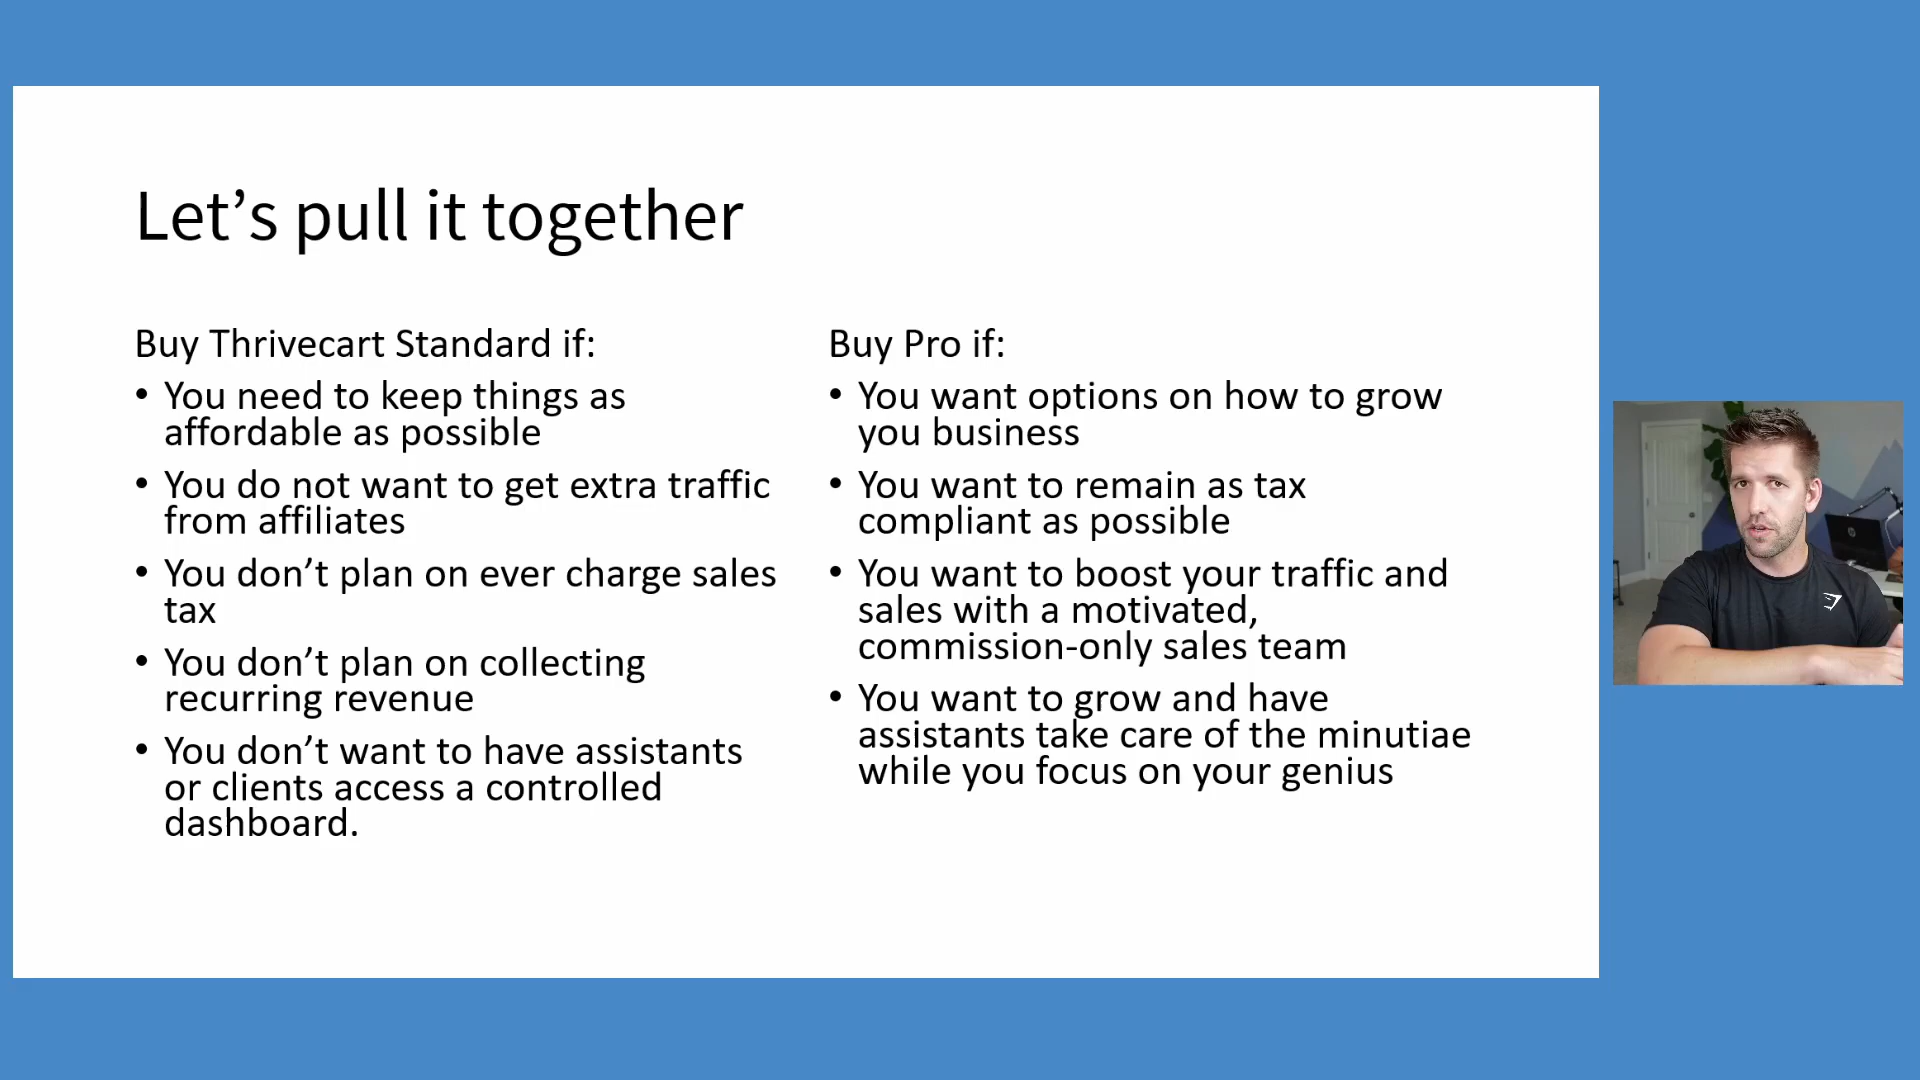 Let’s pull it together
Buy Thrivecart Standard if:
• You need to keep things as
affordable as possible
• You do not want to get extra traffic
from affiliates
• You don’t plan on ever charge sales
tax
• You don’t plan on collecting
recurring revenue
• You don’t want to have assistants
or clients access a controlled
dashboard.
Buy Pro if:
• You want options on how to grow
you business
• You want to remain as tax
compliant as possible
• You want to boost your traffic and
sales with a motivated,
commission-only sales team
• You want to grow and have
assistants take care of the minutiae
while you focus on your genius